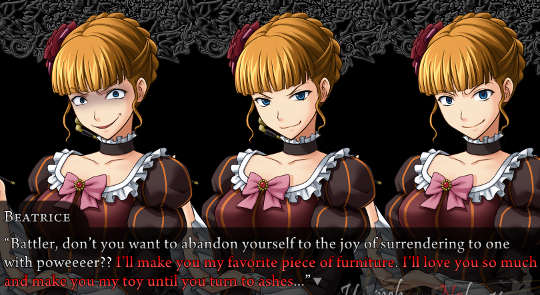 Beatrice
“Battler, don't you want to abandon yourself to the joy of surrendering to one
with poweeeer?? I'll make you my favorite piece of furniture. I'll love you so much
and make you my toy until you turn to ashes...”